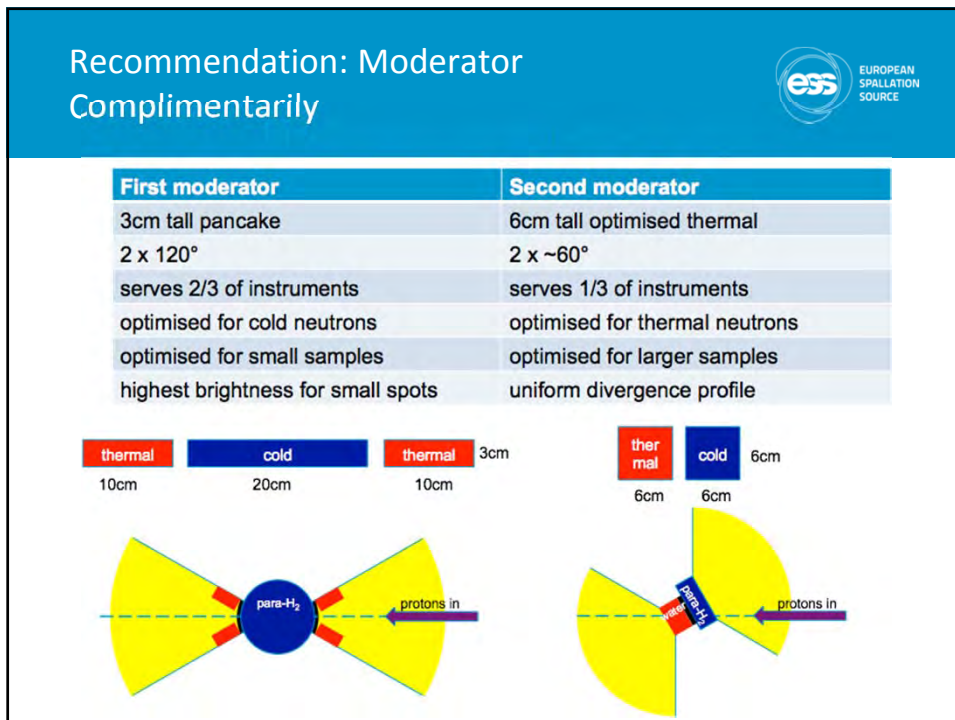 Recommendation: Moderator
Complimentarily
ess
EUROPEAN
SPALLATION
SOURCE
First moderator Second moderator
3cm tall pancake 6cm tall optimised thermal
2 x 120° 2 x ~60°
serves 2/3 of instruments serves 1/3 of instruments
optimised for cold neutrons optimised for thermal neutrons
optimised for small samples optimised for larger samples
highest brightness for small spots uniform divergence profile
thermal cold thermal 3cm
10cm 20cm 10cm
ther
mal
cold 6cm
6cm 6cm
para-H₂
protons in
water
para-H₂
protons in